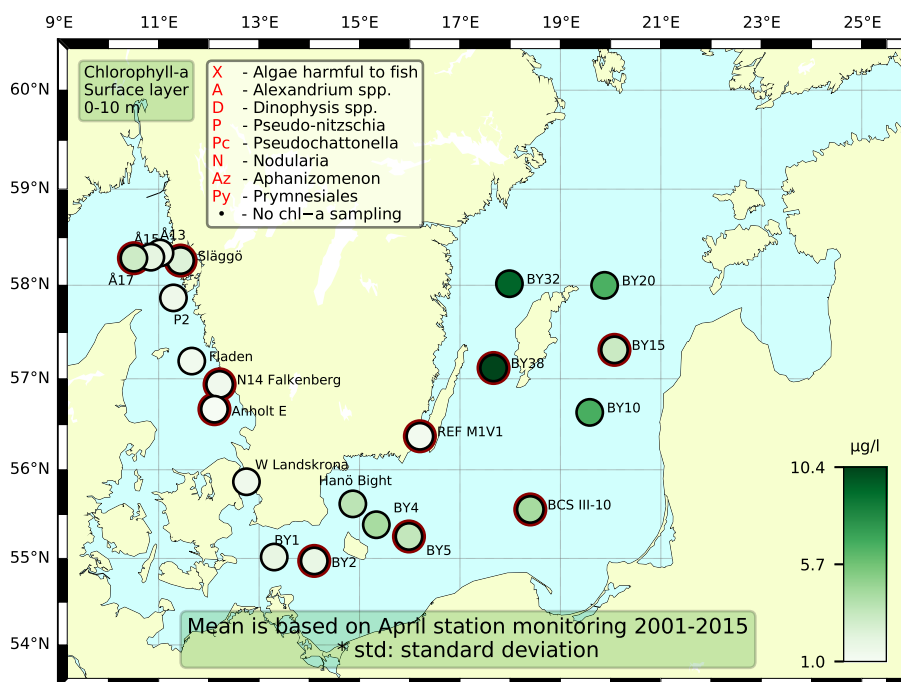 9°E 11°E 13°E 15°E 17°E 19°E 21°E 23°E 25°E
Chlorophyll-a
Surface layer
0-10 m
X - Algae harmful to fish
A - Alexandrium spp.
D - Dinophysis spp.
P - Pseudo-nitzschia
Pc - Pseudochattonella
N - Nodularia
Az - Aphanizomenon
Py - Prymnesiales
• - No chl−a sampling
60°N
59°N
58°N
57°N
56°N
55°N
54°N
Å15
Å13
Släggö
Å17
P2
Fladen
N14 Falkenberg
Anholt E
W Landskrona
BY32
BY20
BY15
BY38
BY10
REF M1V1
Hanö Bight
BY4
BCS III-10
BY5
BY1
BY2
µg/l
10.4
5.7
1.0
Mean is based on April station monitoring 2001-2015
* std: standard deviation